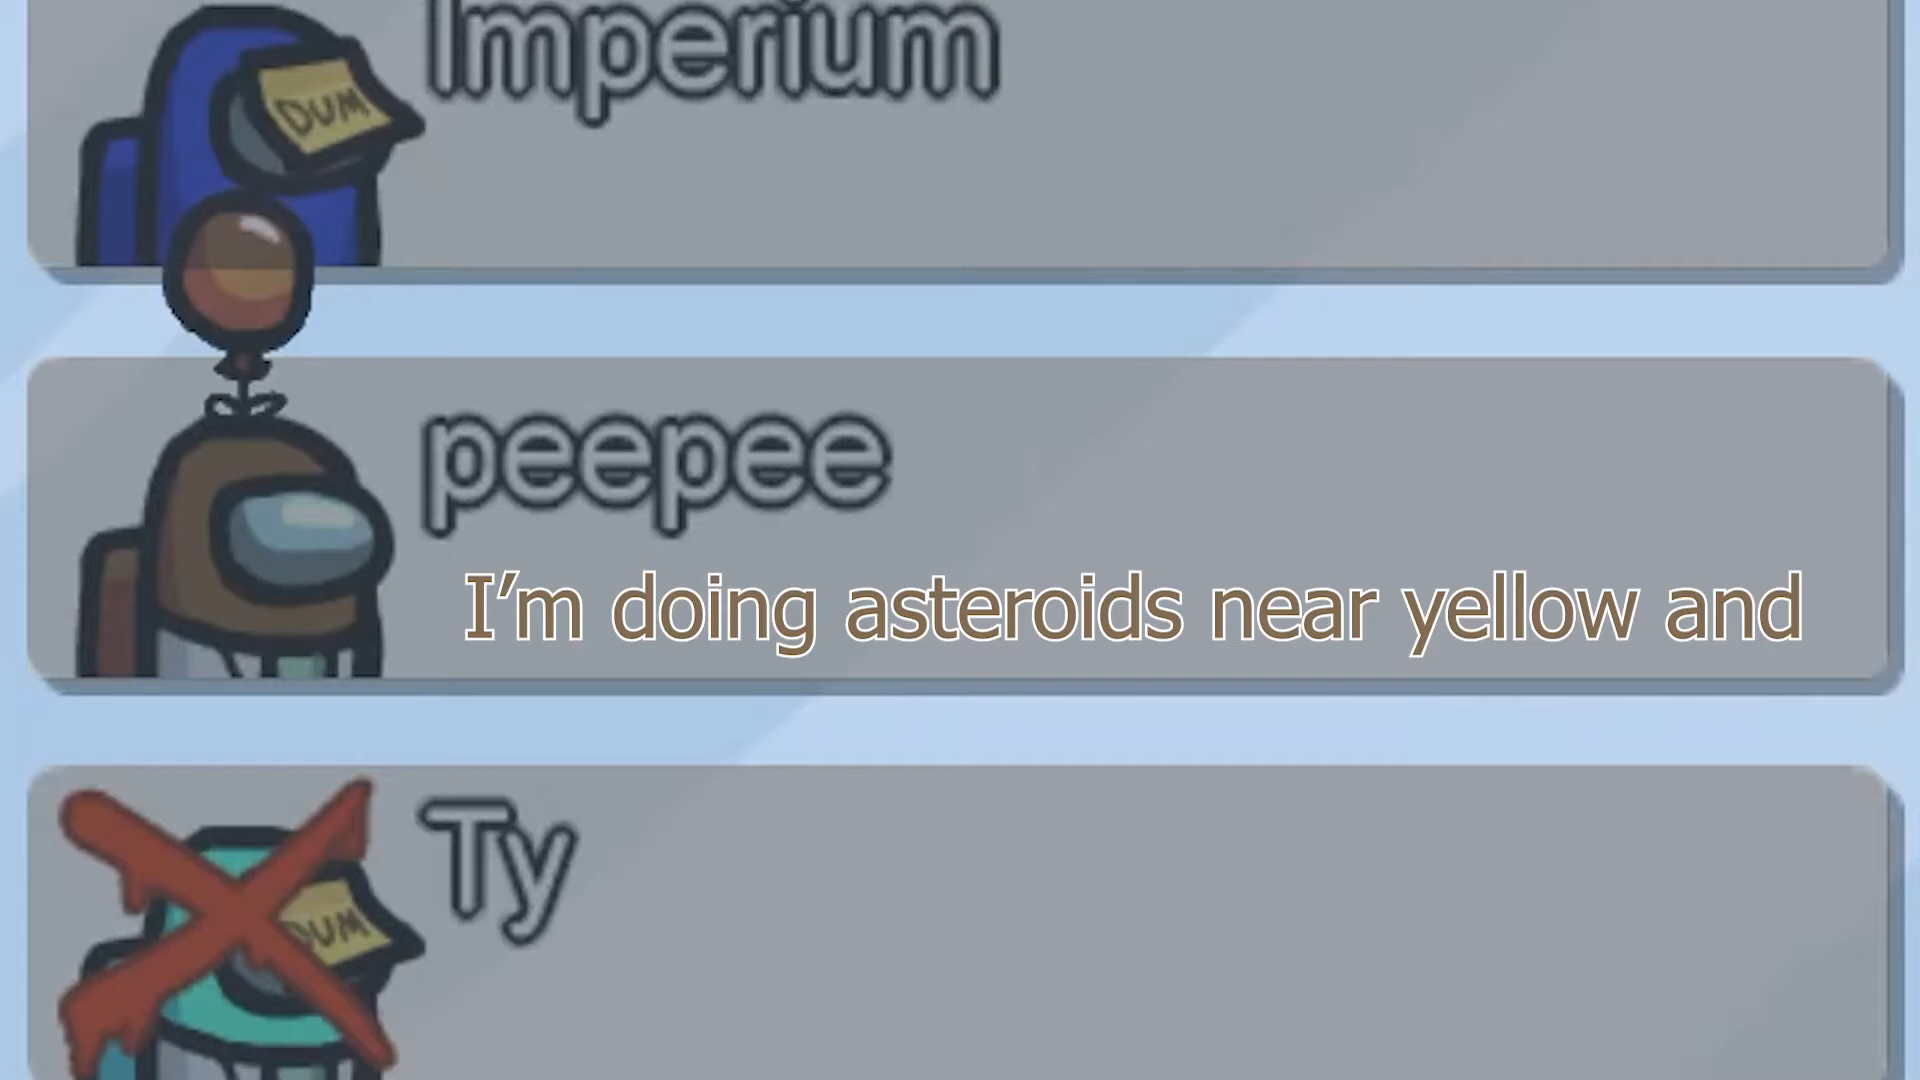 Imperium
DUM
peepee
I’m doing asteroids near yellow and
Ty
DUM